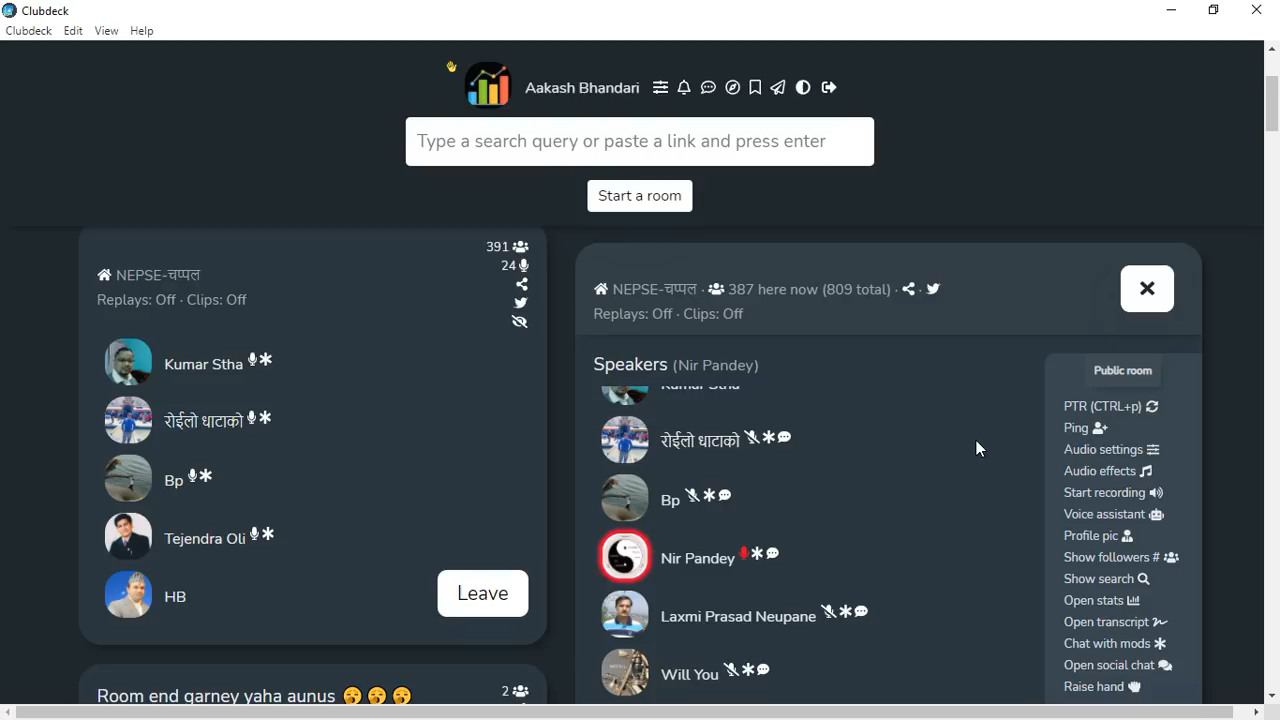 Clubdeck
Clubdeck Edit View Help
Aakash Bhandari
Type a search query or paste a link and press enter
Start a room
391
24
NEPSE-चप्पल
Replays: Off · Clips: Off
Kumar Stha
रोईलो धाटाको
Bp
Tejendra Oli
HB
Leave
Room end garney yaha aunus
2
NEPSE-चप्पल · 387 here now (809 total) ·
Replays: Off · Clips: Off
Speakers (Nir Pandey)
Kumar Stha
रोईलो धाटाको
Bp
Nir Pandey
Laxmi Prasad Neupane
Will You
Public room
PTR (CTRL+p)
Ping
Audio settings
Audio effects
Start recording
Voice assistant
Profile pic
Show followers #
Show search
Open stats
Open transcript
Chat with mods
Open social chat
Raise hand